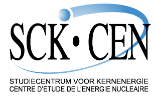 SCK•CEN
STUDIECENTRUM VOOR KERNENERGIE
CENTRE D'ETUDE DE L'ENERGIE NUCLEAIRE